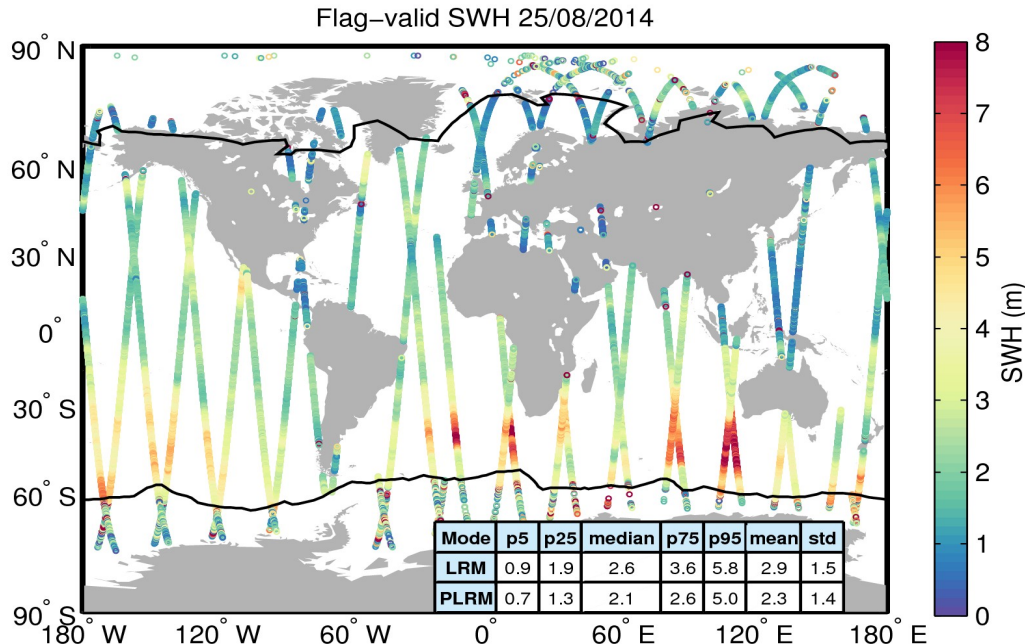 Flag-valid SWH 25/08/2014
90° N
60° N
30° N
0°
30° S
60° S
90° S
180° W
120° W
60° W
0°
60° E
120° E
180° E
Mode p5 p25 median p75 p95 mean std
LRM 0.9 1.9 2.6 3.6 5.8 2.9 1.5
PLRM 0.7 1.3 2.1 2.6 5.0 2.3 1.4
8
7
6
5
4
3
2
1
0
SWH (m)